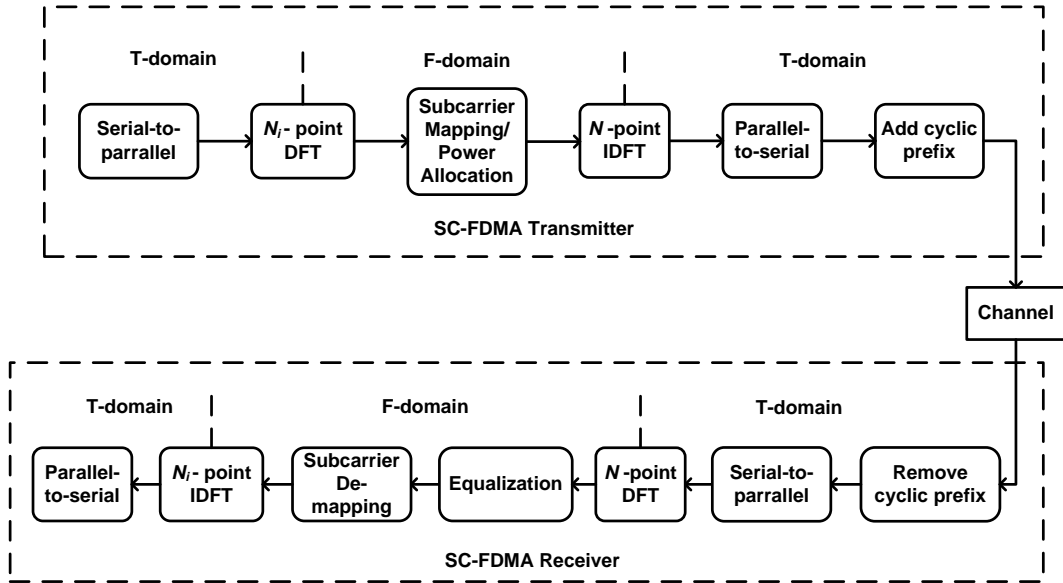 T-domain
F-domain
T-domain
Serial-to-
parrallel
Ni - point
DFT
Subcarrier
Mapping/
Power
Allocation
N -point
IDFT
Parallel-
to-serial
Add cyclic
prefix
SC-FDMA Transmitter
Channel
T-domain
F-domain
T-domain
Parallel-
to-serial
Ni - point
IDFT
Subcarrier
De-
mapping
Equalization
N -point
DFT
Serial-to-
parrallel
Remove
cyclic prefix
SC-FDMA Receiver